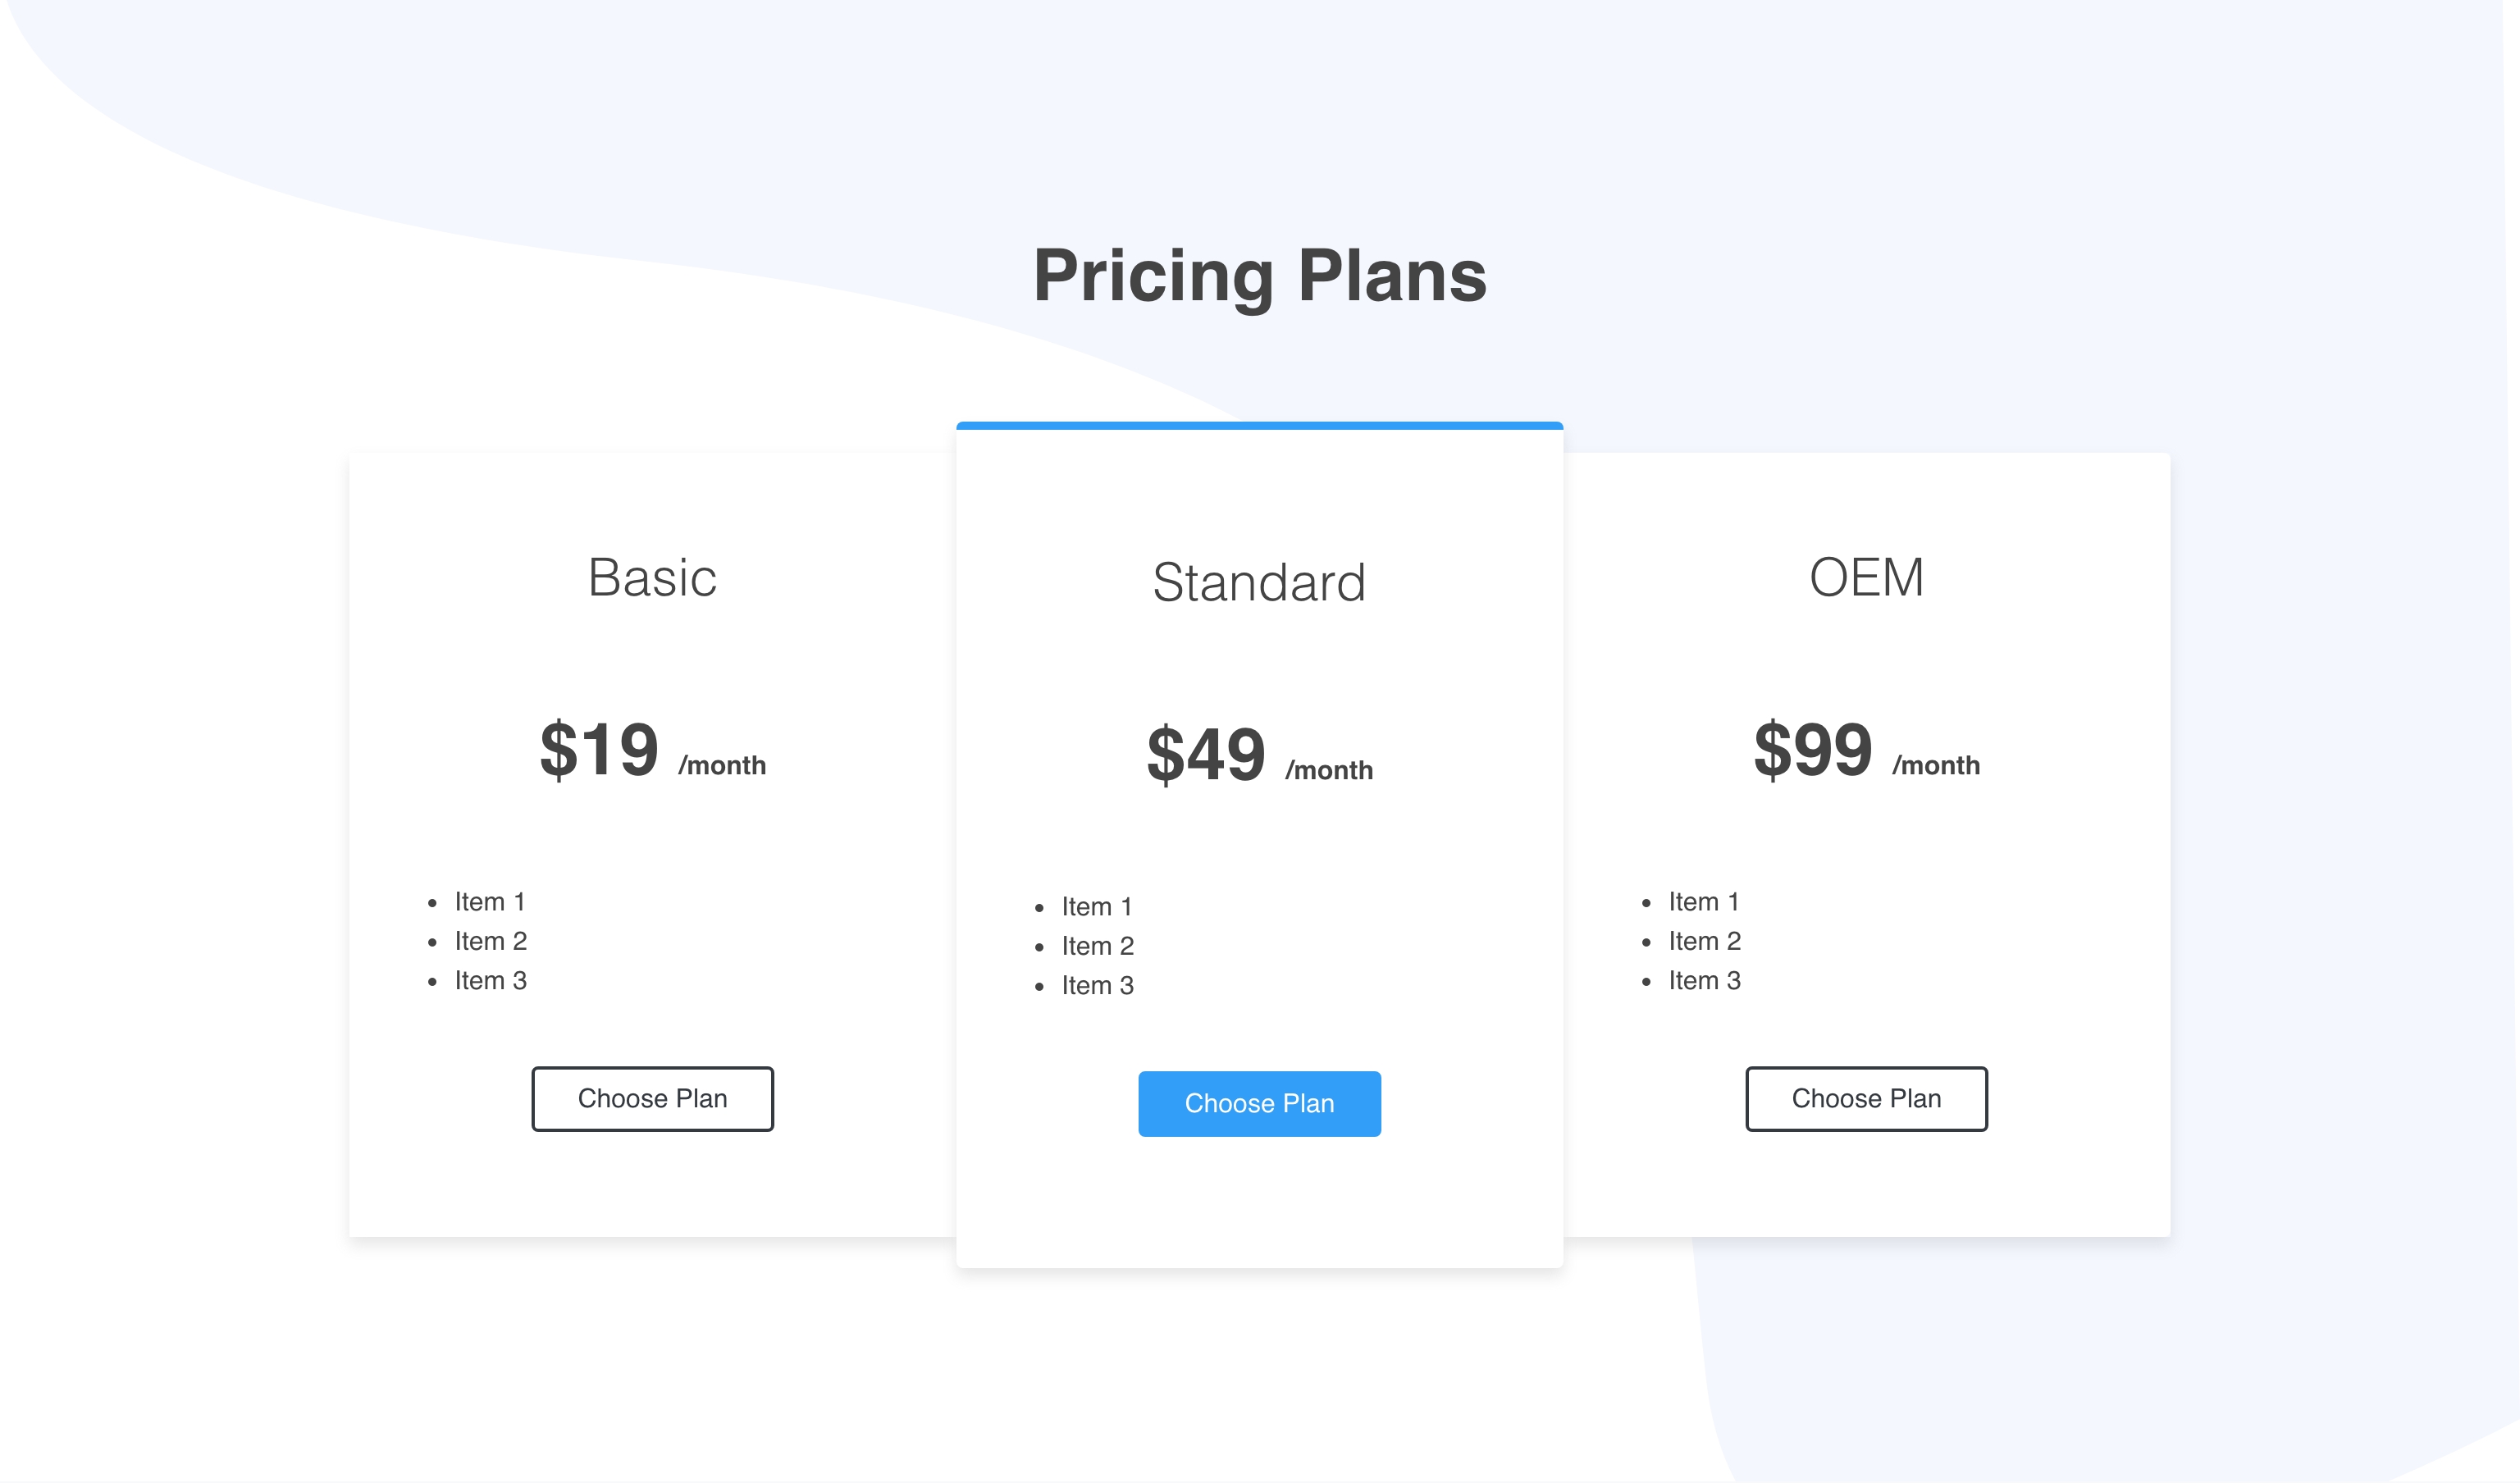 Pricing Plans
Basic
$19 /month
Item 1
Item 2
Item 3
Choose Plan
Standard
$49 /month
Item 1
Item 2
Item 3
Choose Plan
OEM
$99 /month
Item 1
Item 2
Item 3
Choose Plan